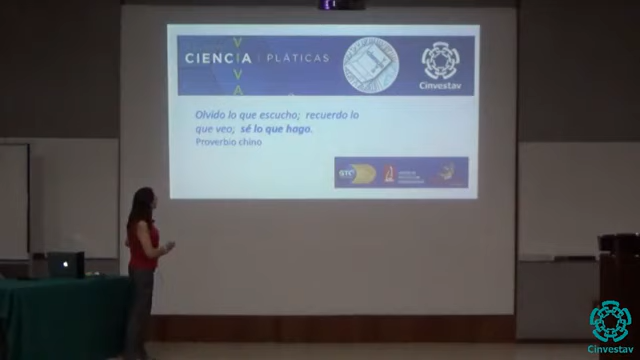 VIVA
CIENCIA | PLÁTICAS
Cinvestav
Olvido lo que escucho; recuerdo lo
que veo; sé lo que hago.
Proverbio chino
GTC
Cinvestav